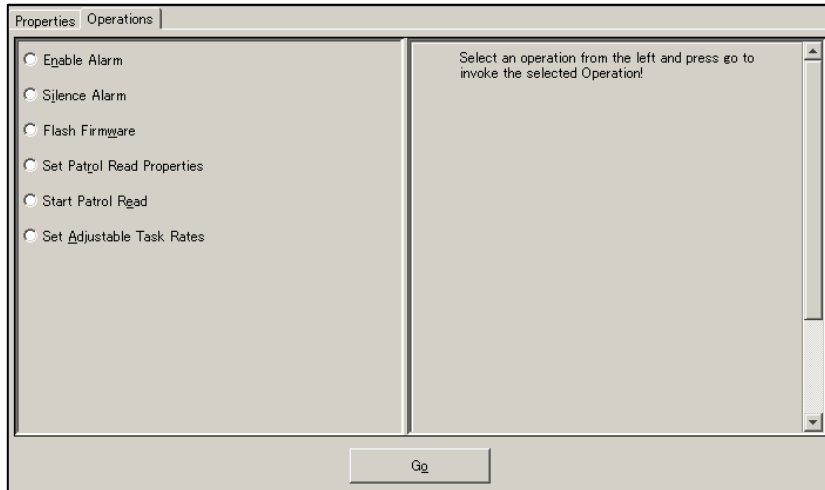 Properties Operations
Enable Alarm
Silence Alarm
Flash Firmware
Set Patrol Read Properties
Start Patrol Read
Set Adjustable Task Rates
Select an operation from the left and press go to
invoke the selected Operation!
Go